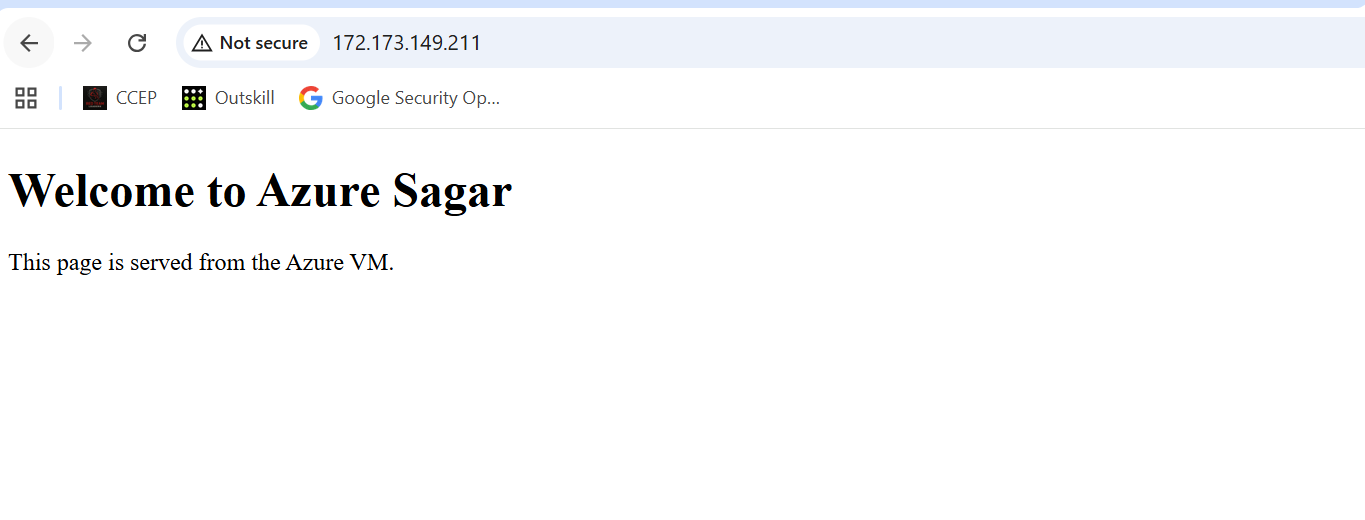 Not secure 172.173.149.211
CCEP Outskill Google Security Op...
Welcome to Azure Sagar
This page is served from the Azure VM.